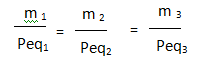 m 1 / Peq₁ = m 2 / Peq₂ = m 3 / Peq₃